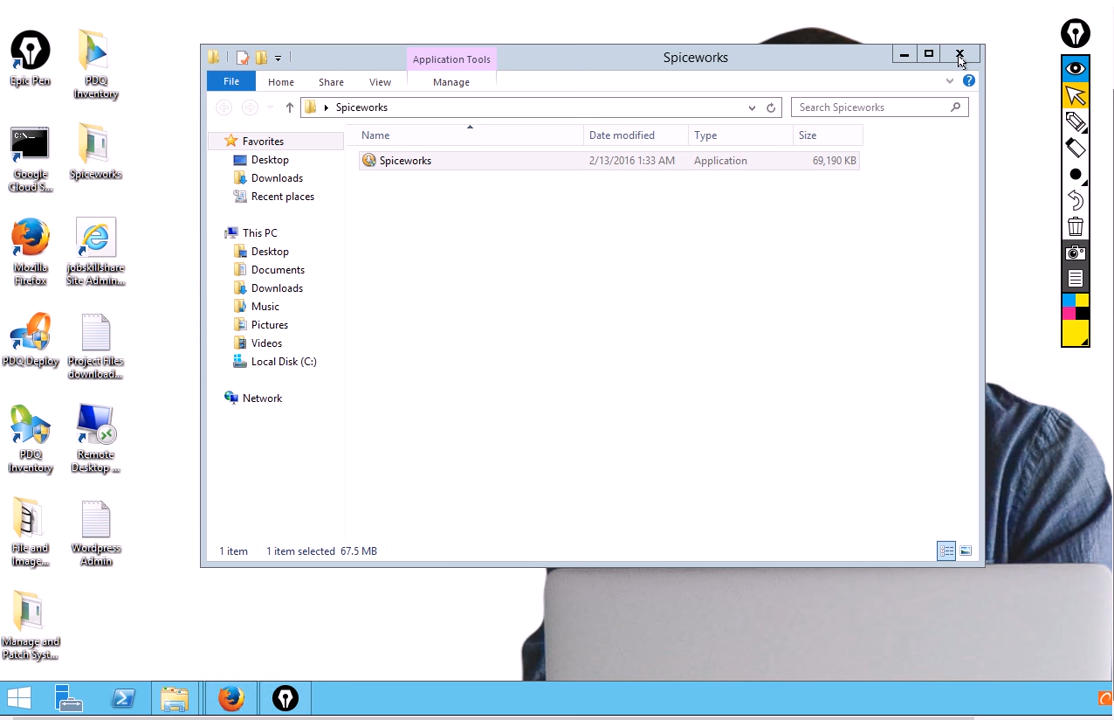 Spiceworks
Application Tools
File
Home
Share
View
Manage
Spiceworks
Search Spiceworks
Name
Date modified
Type
Size
Spiceworks
2/13/2016 1:33 AM
Application
69,190 KB
Favorites
Desktop
Downloads
Recent places
This PC
Desktop
Documents
Downloads
Music
Pictures
Videos
Local Disk (C:)
Network
1 item
1 item selected 67.5 MB
Epic Pen
PDQ
Inventory
Google
Cloud S...
Spiceworks
Mozilla
Firefox
jobskillshare
Site Admin...
PDQ Deploy
Project Files
download...
PDQ
Inventory
Remote
Desktop ...
File and
Image...
Wordpress
Admin
Manage and
Patch Syst...